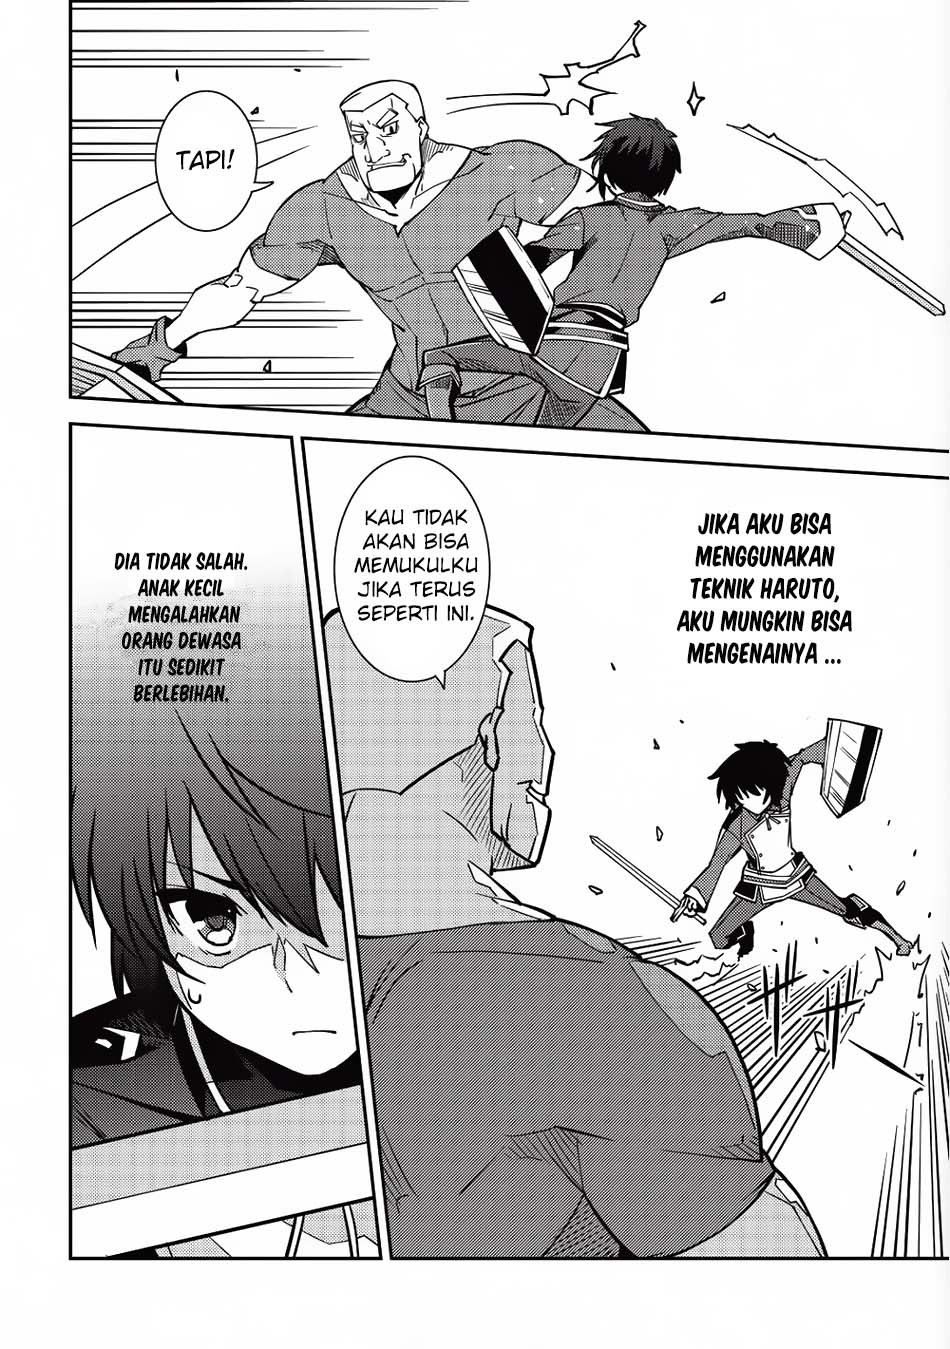 TAPI!
JIKA AKU BISA
MENGGUNAKAN
TEKNIK HARUTO,
AKU MUNGKIN BISA
MENGENAINYA ...
KAU TIDAK
AKAN BISA
MEMUKULKU
JIKA TERUS
SEPERTI INI.
DIA TIDAK SALAH.
ANAK KECIL
MENGALAHKAN
ORANG DEWASA
ITU SEDIKIT
BERLEBIHAN.